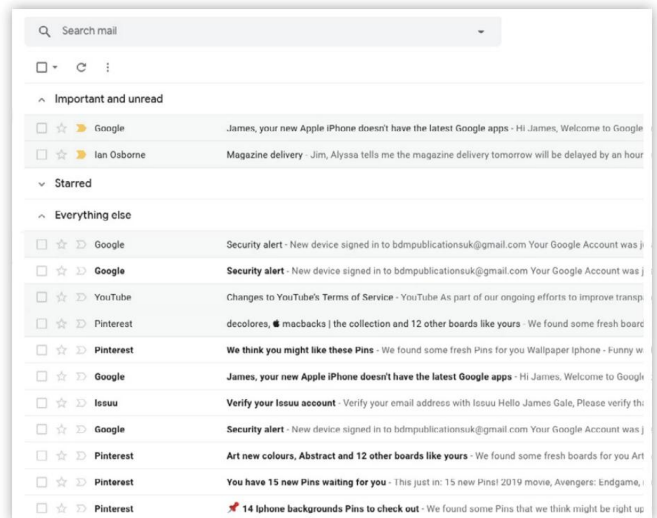 Search mail
Important and unread
Google James, your new Apple iPhone doesn't have the latest Google apps - Hi James, Welcome to Google
Ian Osborne Magazine delivery - Jim, Alyssa tells me the magazine delivery tomorrow will be delayed by an hour
Starred
Everything else
Google Security alert - New device signed in to bdmpublicationsuk@gmail.com Your Google Account was
Google Security alert - New device signed in to bdmpublicationsuk@gmail.com Your Google Account was
YouTube Changes to YouTube's Terms of Service - YouTube As part of our ongoing efforts to improve
Pinterest decolores, macbacks | the collection and 12 other boards like yours - We found some fresh board
Pinterest We think you might like these Pins - We found some fresh Pins for you Wallpaper Iphone - Funny
Google James, your new Apple iPhone doesn't have the latest Google apps - Hi James, Welcome to Google
Issuu Verify your Issuu account - Verify your email address with Issuu Hello James Gale, Please verify
Google Security alert - New device signed in to bdmpublicationsuk@gmail.com Your Google Account was
Pinterest Art new colours, Abstract and 12 other boards like yours - We found some fresh boards for you Art
Pinterest You have 15 new Pins waiting for you - This just in: 15 new Pins! 2019 movie, Avengers: Endgame,
Pinterest 📌 14 Iphone backgrounds Pins to check out - We found some Pins that we think might be right up